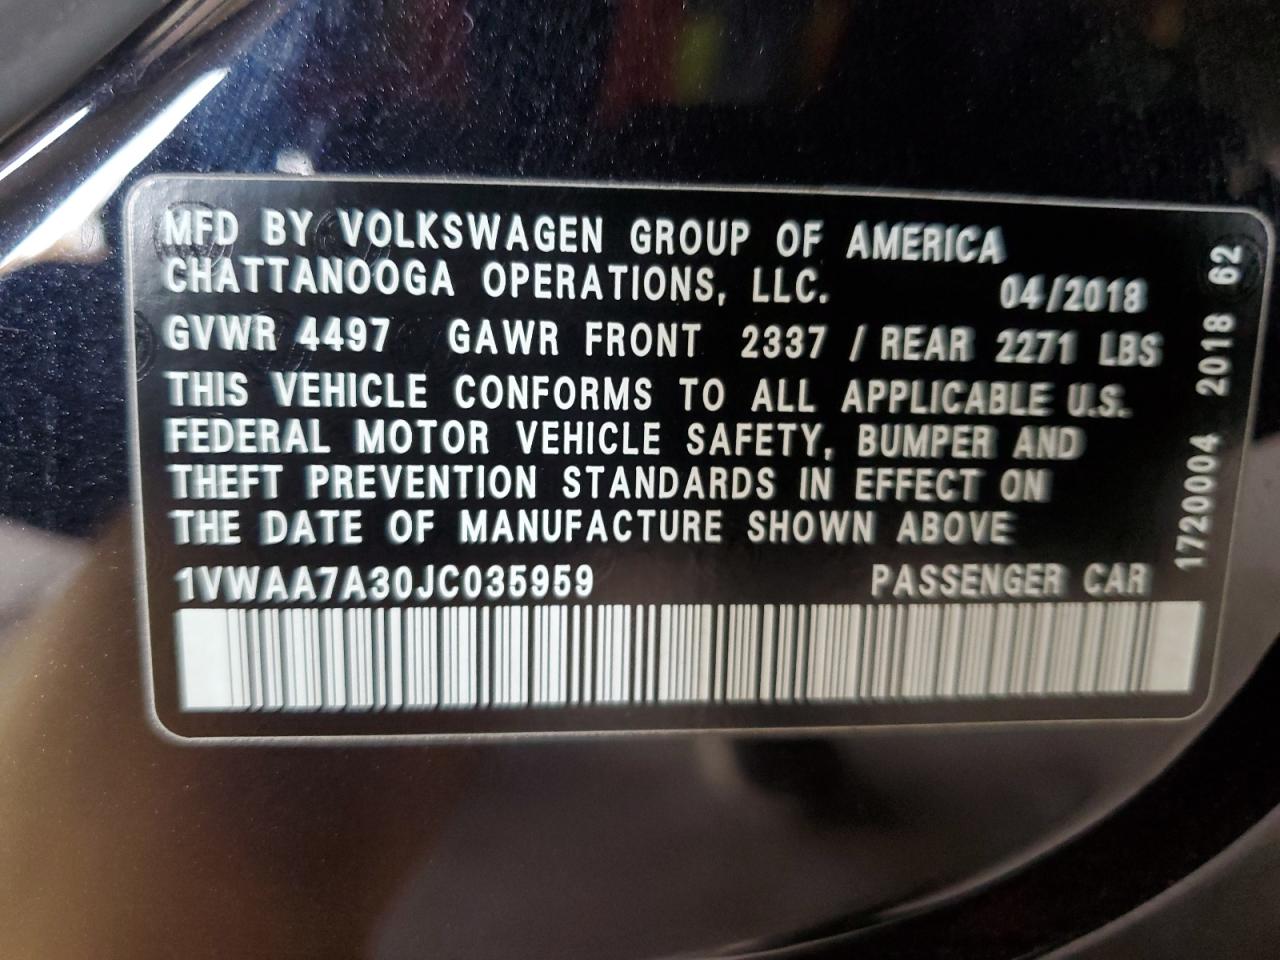 MFD BY VOLKSWAGEN GROUP OF AMERICA
CHATTANOOGA OPERATIONS, LLC. 04/2018
GVWR 4497 GAWR FRONT 2337 / REAR 2271 LBS
THIS VEHICLE CONFORMS TO ALL APPLICABLE U.S.
FEDERAL MOTOR VEHICLE SAFETY, BUMPER AND
THEFT PREVENTION STANDARDS IN EFFECT ON
THE DATE OF MANUFACTURE SHOWN ABOVE
1VWAA7A30JC035959 PASSENGER CAR
1720004 2018 62